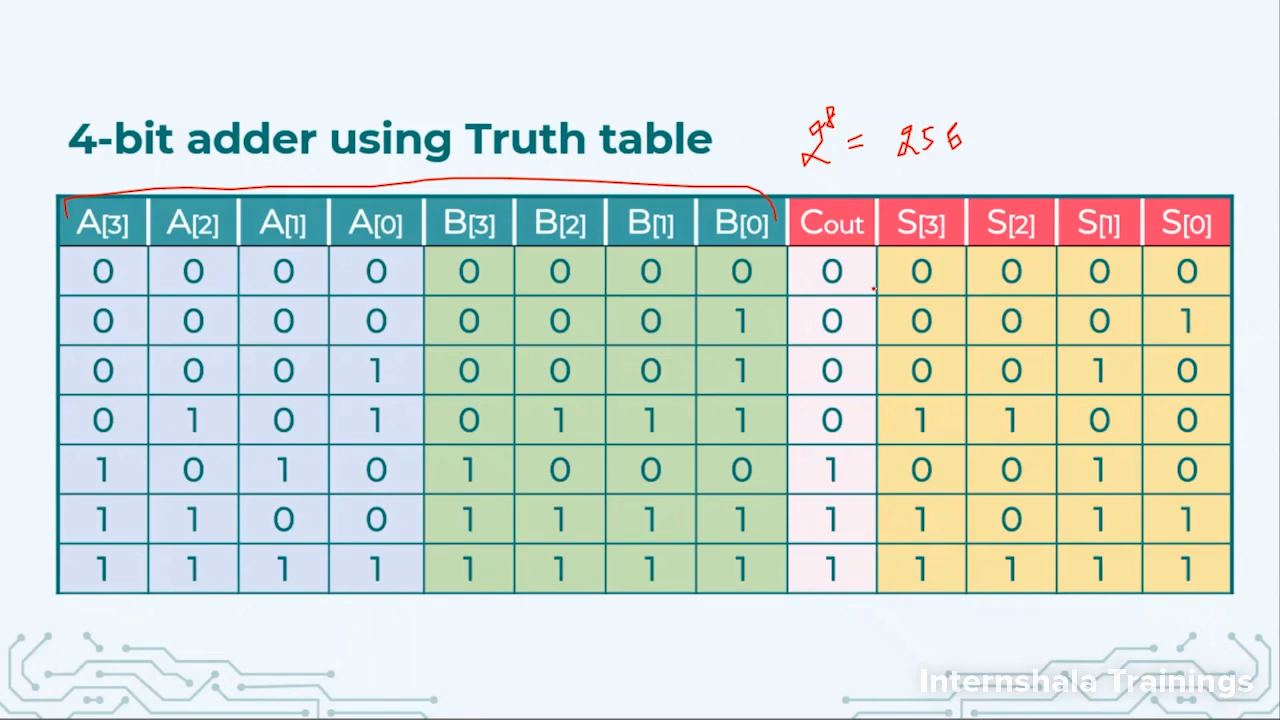 4-bit adder using Truth table
2^8 = 256
A[3] A[2] A[1] A[0] B[3] B[2] B[1] B[0] Cout S[3] S[2] S[1] S[0]
0 0 0 0 0 0 0 0 0 0 0 0 0
0 0 0 0 0 0 0 1 0 0 0 0 1
0 0 0 1 0 0 0 1 0 0 0 1 0
0 1 0 1 0 1 1 1 0 1 1 0 0
1 0 1 0 1 0 0 0 1 0 0 1 0
1 1 0 0 1 1 1 1 1 1 0 1 1
1 1 1 1 1 1 1 1 1 1 1 1 1
Internshala Trainings